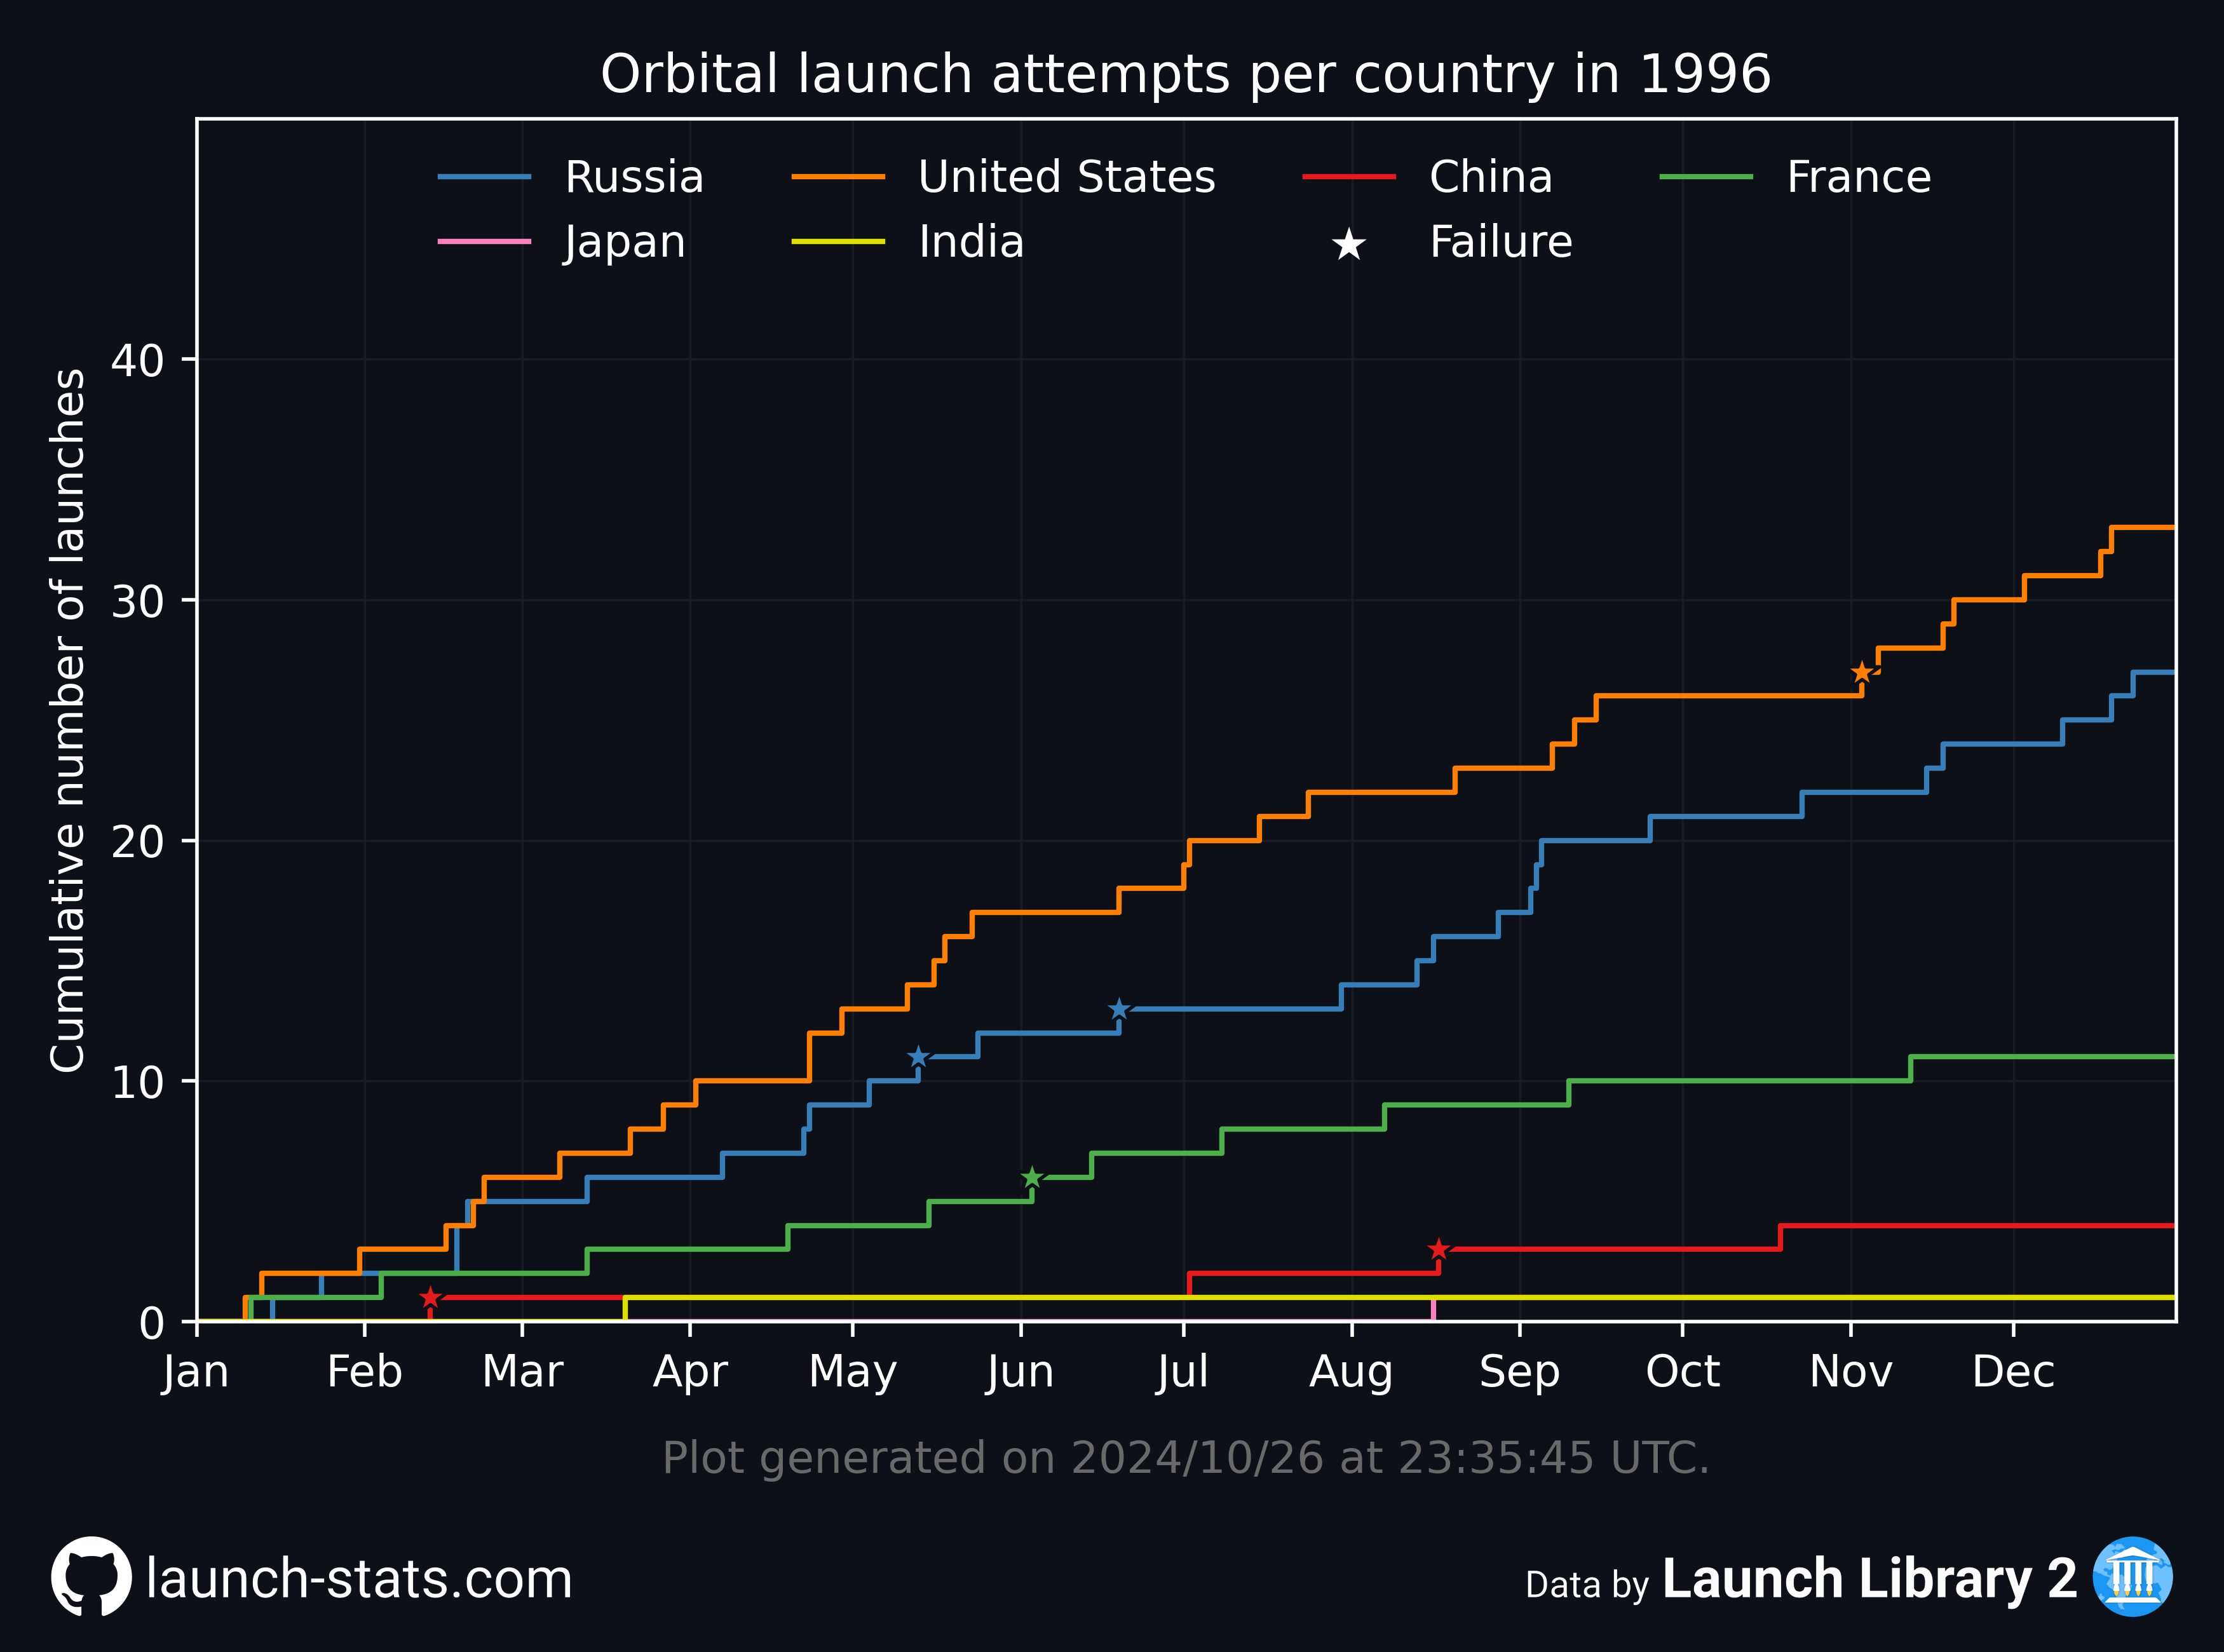 Orbital launch attempts per country in 1996
Russia United States China France
Japan India Failure
Cumulative number of launches
40
30
20
10
0
Jan Feb Mar Apr May Jun Jul Aug Sep Oct Nov Dec
Plot generated on 2024/10/26 at 23:35:45 UTC.
launch-stats.com
Data by Launch Library 2